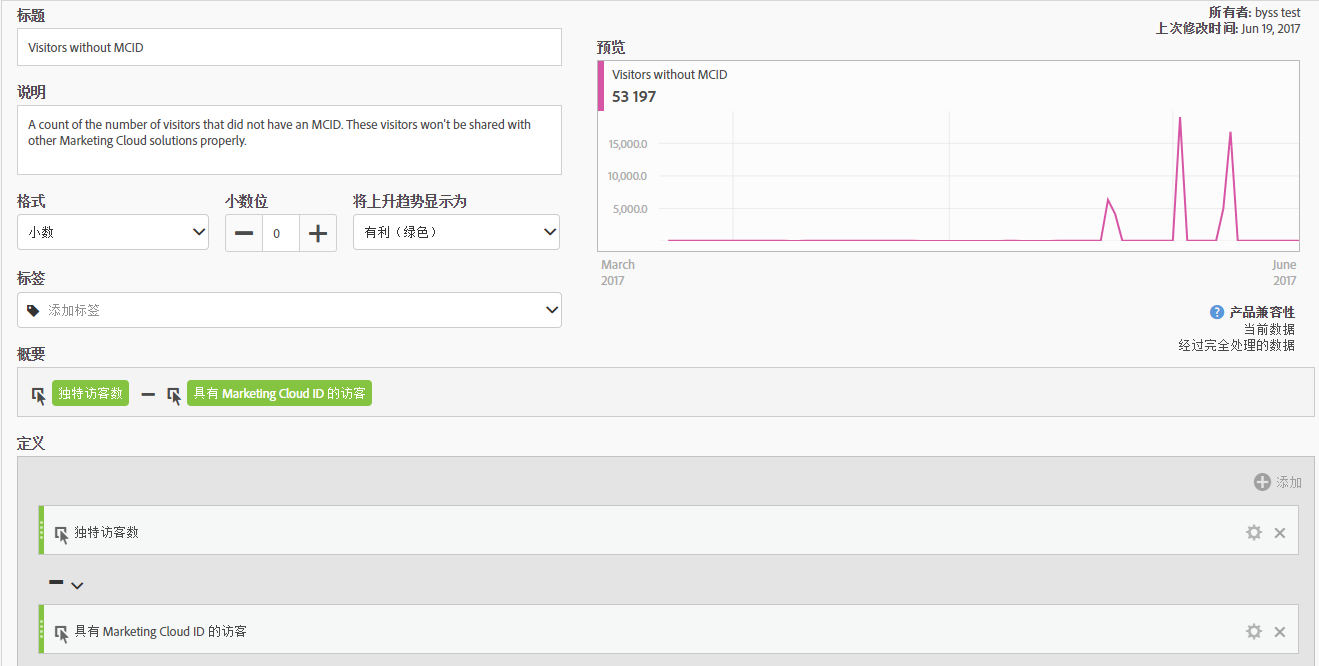 标题
Visitors without MCID
说明
A count of the number of visitors that did not have an MCID. These visitors won't be shared with
other Marketing Cloud solutions properly.
格式
小数位
将上升趋势显示为
小数
0
有利（绿色）
标签
添加标签
所有者: byss test
上次修改时间: Jun 19, 2017
预览
Visitors without MCID
53 197
15,000.0
10,000.0
5,000.0
March
2017
June
2017
? 产品兼容性
当前数据
经过完全处理的数据
概要
独特访客数 — 具有 Marketing Cloud ID 的访客
定义
添加
独特访客数
具有 Marketing Cloud ID 的访客